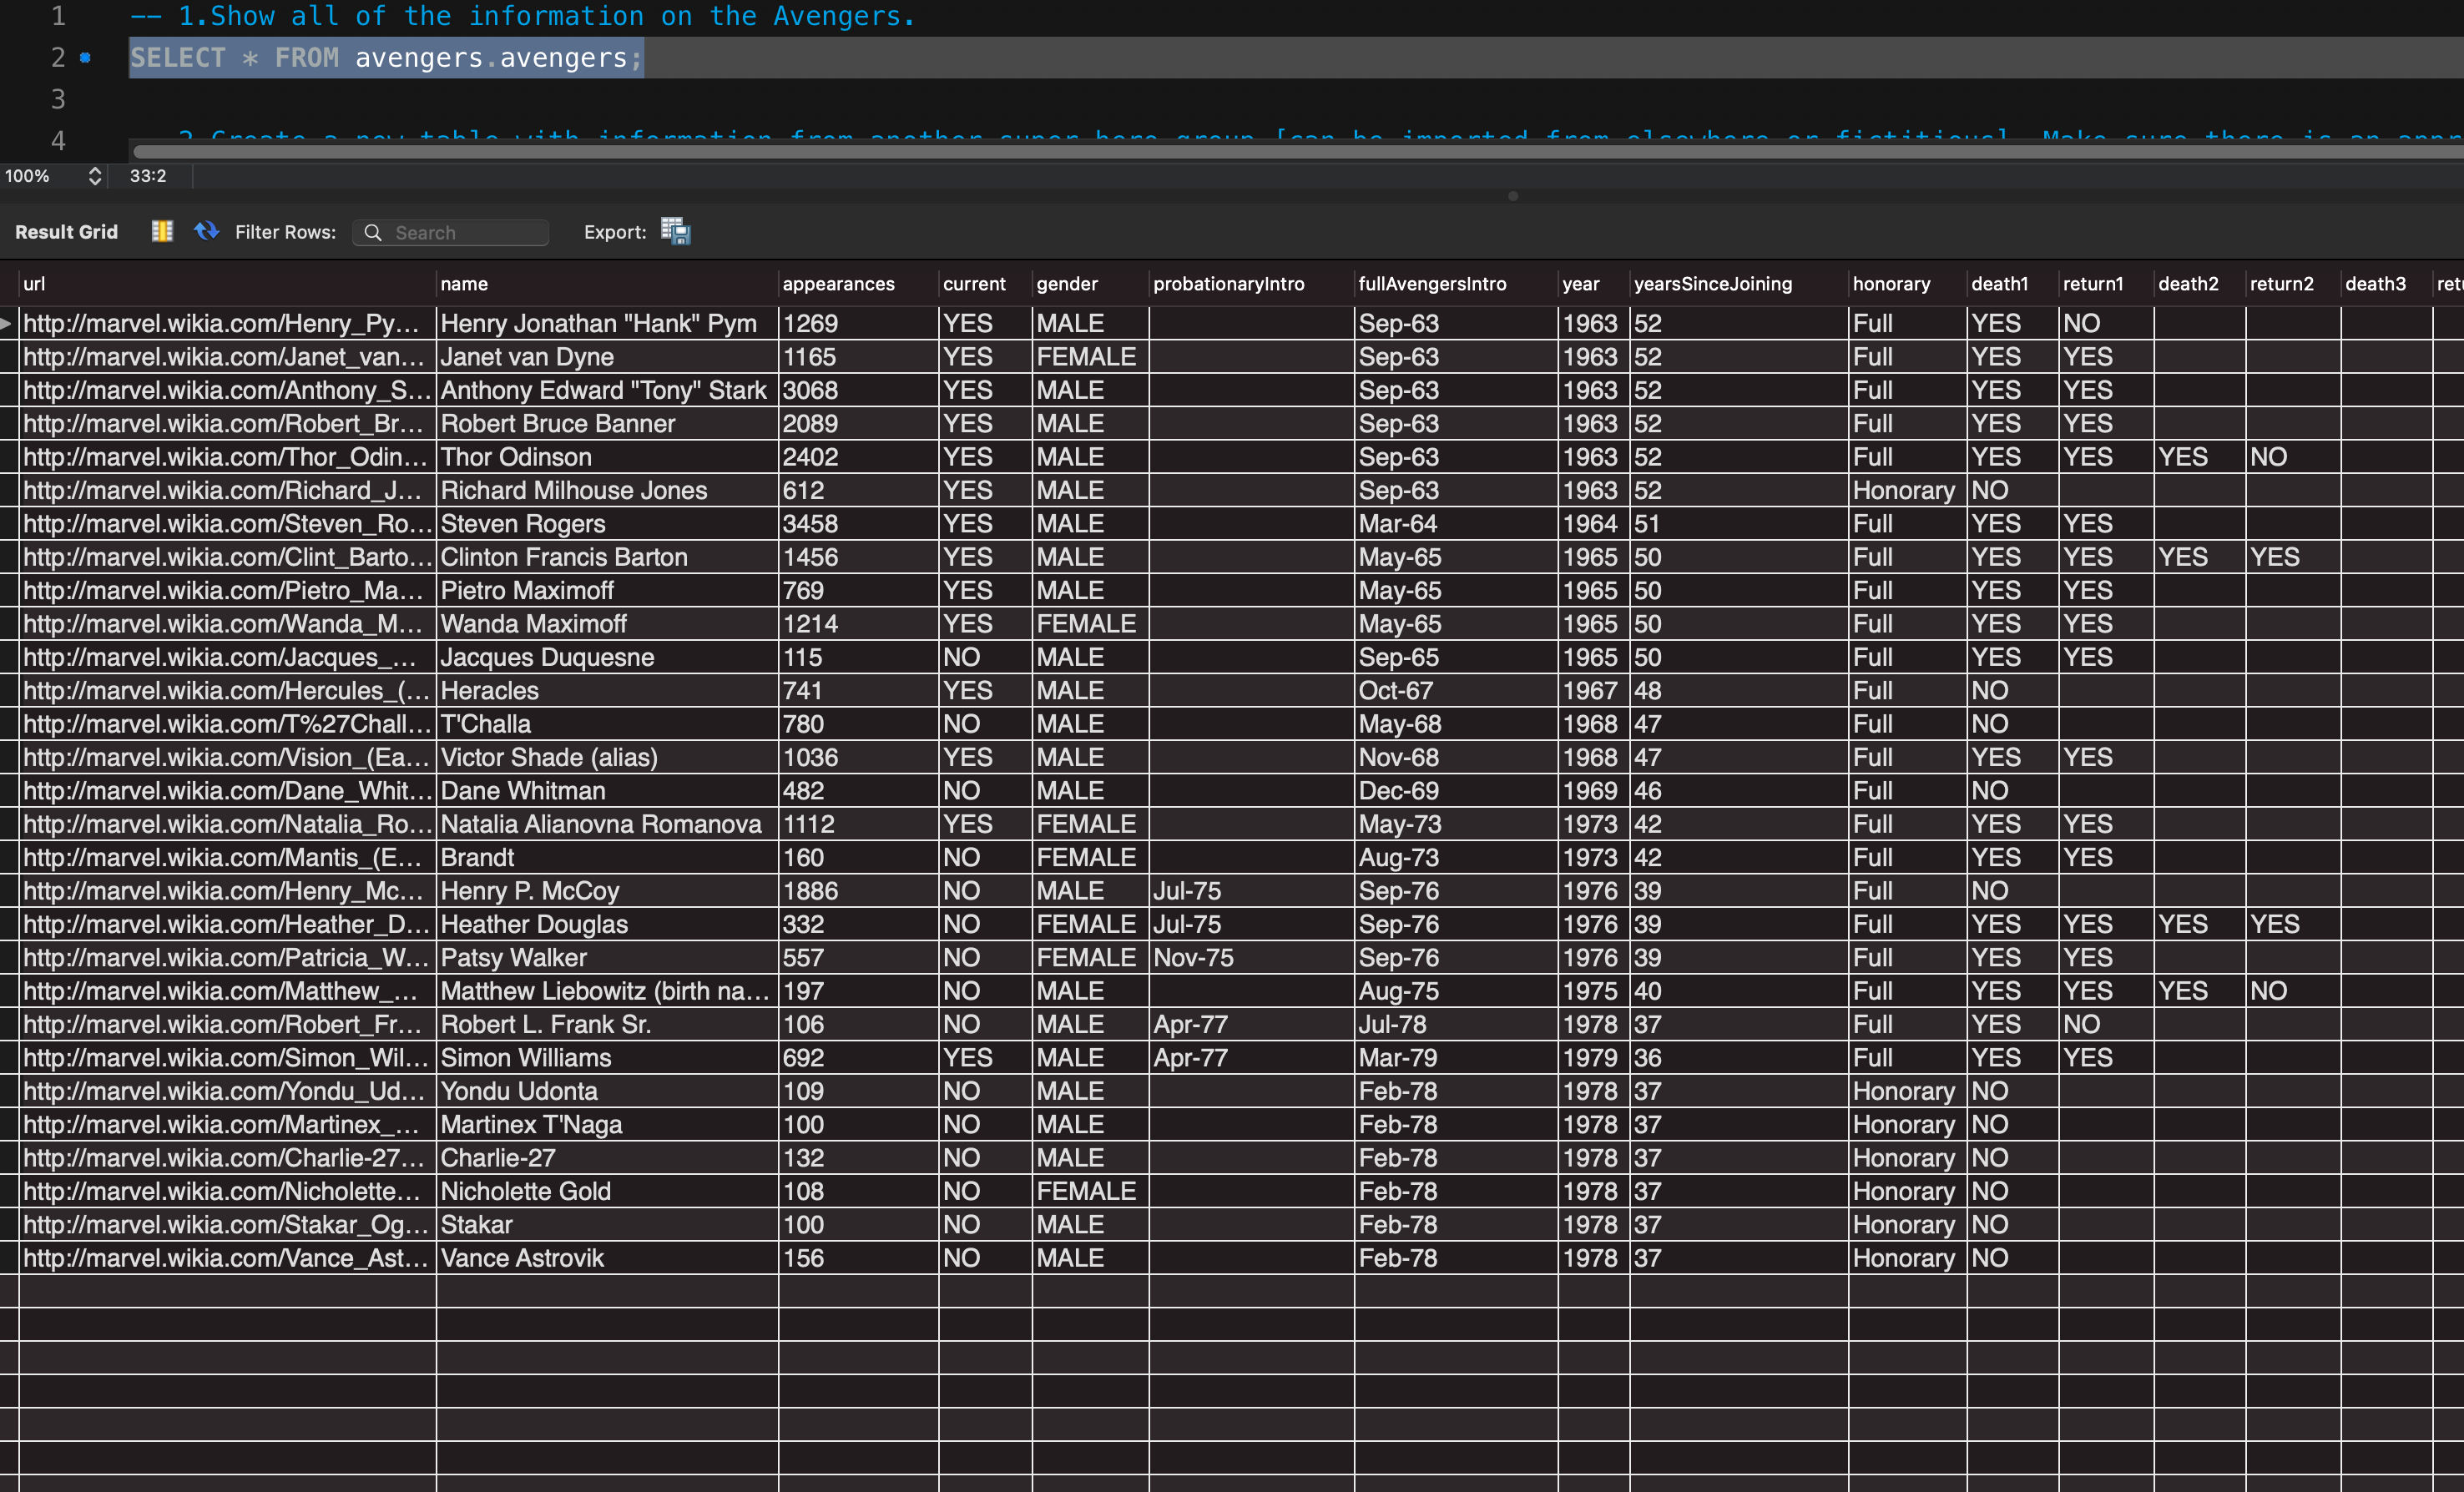 1 -- 1.Show all of the information on the Avengers.
2 SELECT * FROM avengers.avengers;
3
4 -- 2.Create a new table with information from another super hero group [can be imported from elsewhere or fictitious]. Make sure there is an appr
100% 33:2
Result Grid Filter Rows: Search Export:
url name appearances current gender probationaryIntro fullAvengersIntro year yearsSinceJoining honorary death1 return1 death2 return2 death3 ret
http://marvel.wikia.com/Henry_Py... Henry Jonathan "Hank" Pym 1269 YES MALE Sep-63 1963 52 Full YES NO
http://marvel.wikia.com/Janet_van... Janet van Dyne 1165 YES FEMALE Sep-63 1963 52 Full YES YES
http://marvel.wikia.com/Anthony_S... Anthony Edward "Tony" Stark 3068 YES MALE Sep-63 1963 52 Full YES YES
http://marvel.wikia.com/Robert_Br... Robert Bruce Banner 2089 YES MALE Sep-63 1963 52 Full YES YES
http://marvel.wikia.com/Thor_Odin... Thor Odinson 2402 YES MALE Sep-63 1963 52 Full YES YES YES NO
http://marvel.wikia.com/Richard_J... Richard Milhouse Jones 612 YES MALE Sep-63 1963 52 Honorary NO
http://marvel.wikia.com/Steven_Ro... Steven Rogers 3458 YES MALE Mar-64 1964 51 Full YES YES
http://marvel.wikia.com/Clint_Barto... Clinton Francis Barton 1456 YES MALE May-65 1965 50 Full YES YES YES YES
http://marvel.wikia.com/Pietro_Ma... Pietro Maximoff 769 YES MALE May-65 1965 50 Full YES YES
http://marvel.wikia.com/Wanda_M... Wanda Maximoff 1214 YES FEMALE May-65 1965 50 Full YES YES
http://marvel.wikia.com/Jacques_... Jacques Duquesne 115 NO MALE Sep-65 1965 50 Full YES YES
http://marvel.wikia.com/Hercules_(... Heracles 741 YES MALE Oct-67 1967 48 Full NO
http://marvel.wikia.com/T%27Chall... T'Challa 780 NO MALE May-68 1968 47 Full NO
http://marvel.wikia.com/Vision_(Ea... Victor Shade (alias) 1036 YES MALE Nov-68 1968 47 Full YES YES
http://marvel.wikia.com/Dane_Whit... Dane Whitman 482 NO MALE Dec-69 1969 46 Full NO
http://marvel.wikia.com/Natalia_Ro... Natalia Alianovna Romanova 1112 YES FEMALE May-73 1973 42 Full YES YES
http://marvel.wikia.com/Mantis_(E... Brandt 160 NO FEMALE Aug-73 1973 42 Full YES YES
http://marvel.wikia.com/Henry_Mc... Henry P. McCoy 1886 NO MALE Jul-75 Sep-76 1976 39 Full NO
http://marvel.wikia.com/Heather_D... Heather Douglas 332 NO FEMALE Jul-75 Sep-76 1976 39 Full YES YES YES YES
http://marvel.wikia.com/Patricia_W... Patsy Walker 557 NO FEMALE Nov-75 Sep-76 1976 39 Full YES YES
http://marvel.wikia.com/Matthew_... Matthew Liebowitz (birth na... 197 NO MALE Aug-75 1975 40 Full YES YES YES NO
http://marvel.wikia.com/Robert_Fr... Robert L. Frank Sr. 106 NO MALE Apr-77 Jul-78 1978 37 Full YES NO
http://marvel.wikia.com/Simon_Wil... Simon Williams 692 YES MALE Apr-77 Mar-79 1979 36 Full YES YES
http://marvel.wikia.com/Yondu_Ud... Yondu Udonta 109 NO MALE Feb-78 1978 37 Honorary NO
http://marvel.wikia.com/Martinex_... Martinex T'Naga 100 NO MALE Feb-78 1978 37 Honorary NO
http://marvel.wikia.com/Charlie-27... Charlie-27 132 NO MALE Feb-78 1978 37 Honorary NO
http://marvel.wikia.com/Nicholette... Nicholette Gold 108 NO FEMALE Feb-78 1978 37 Honorary NO
http://marvel.wikia.com/Stakar_Og... Stakar 100 NO MALE Feb-78 1978 37 Honorary NO
http://marvel.wikia.com/Vance_Ast... Vance Astrovik 156 NO MALE Feb-78 1978 37 Honorary NO